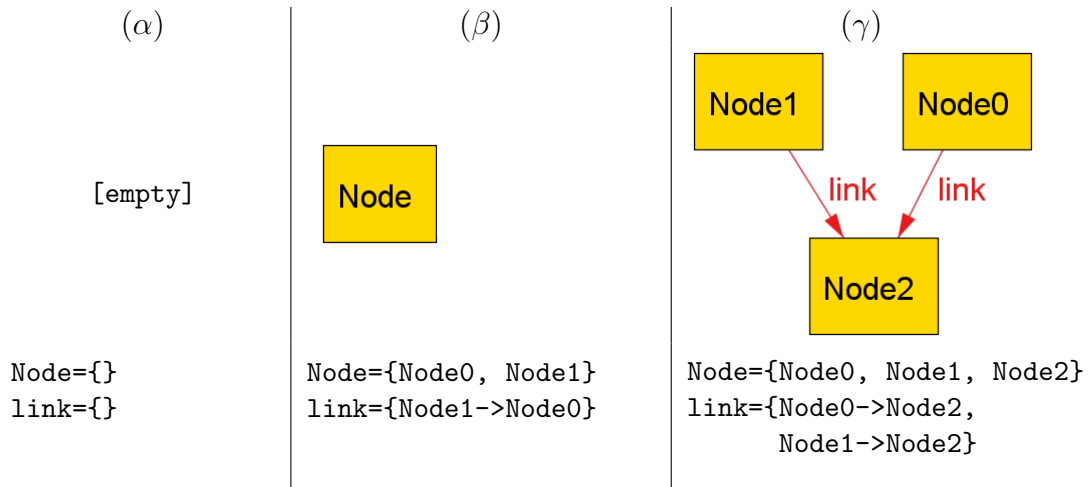 (α)
[empty]
Node={}
link={}
(β)
Node
Node={Node0, Node1}
link={Node1->Node0}
(γ)
Node1
Node0
link
link
Node2
Node={Node0, Node1, Node2}
link={Node0->Node2,
Node1->Node2}